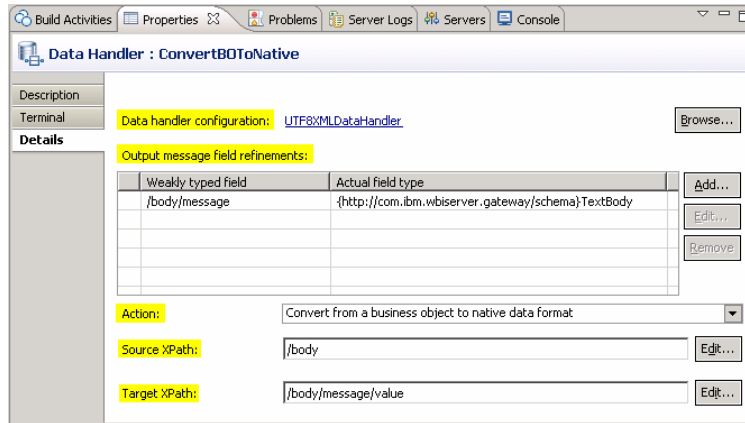 Build Activities Properties Problems Server Logs Servers Console
Data Handler : ConvertBOToNative
Description
Terminal
Details
Data handler configuration: UTF8XMLDataHandler Browse...
Output message field refinements:
Weakly typed field Actual field type
/body/message {http://com.ibm.wbiserver.gateway/schema}TextBody
Add...
Edit...
Remove
Action: Convert from a business object to native data format
Source XPath: /body Edit...
Target XPath: /body/message/value Edit...